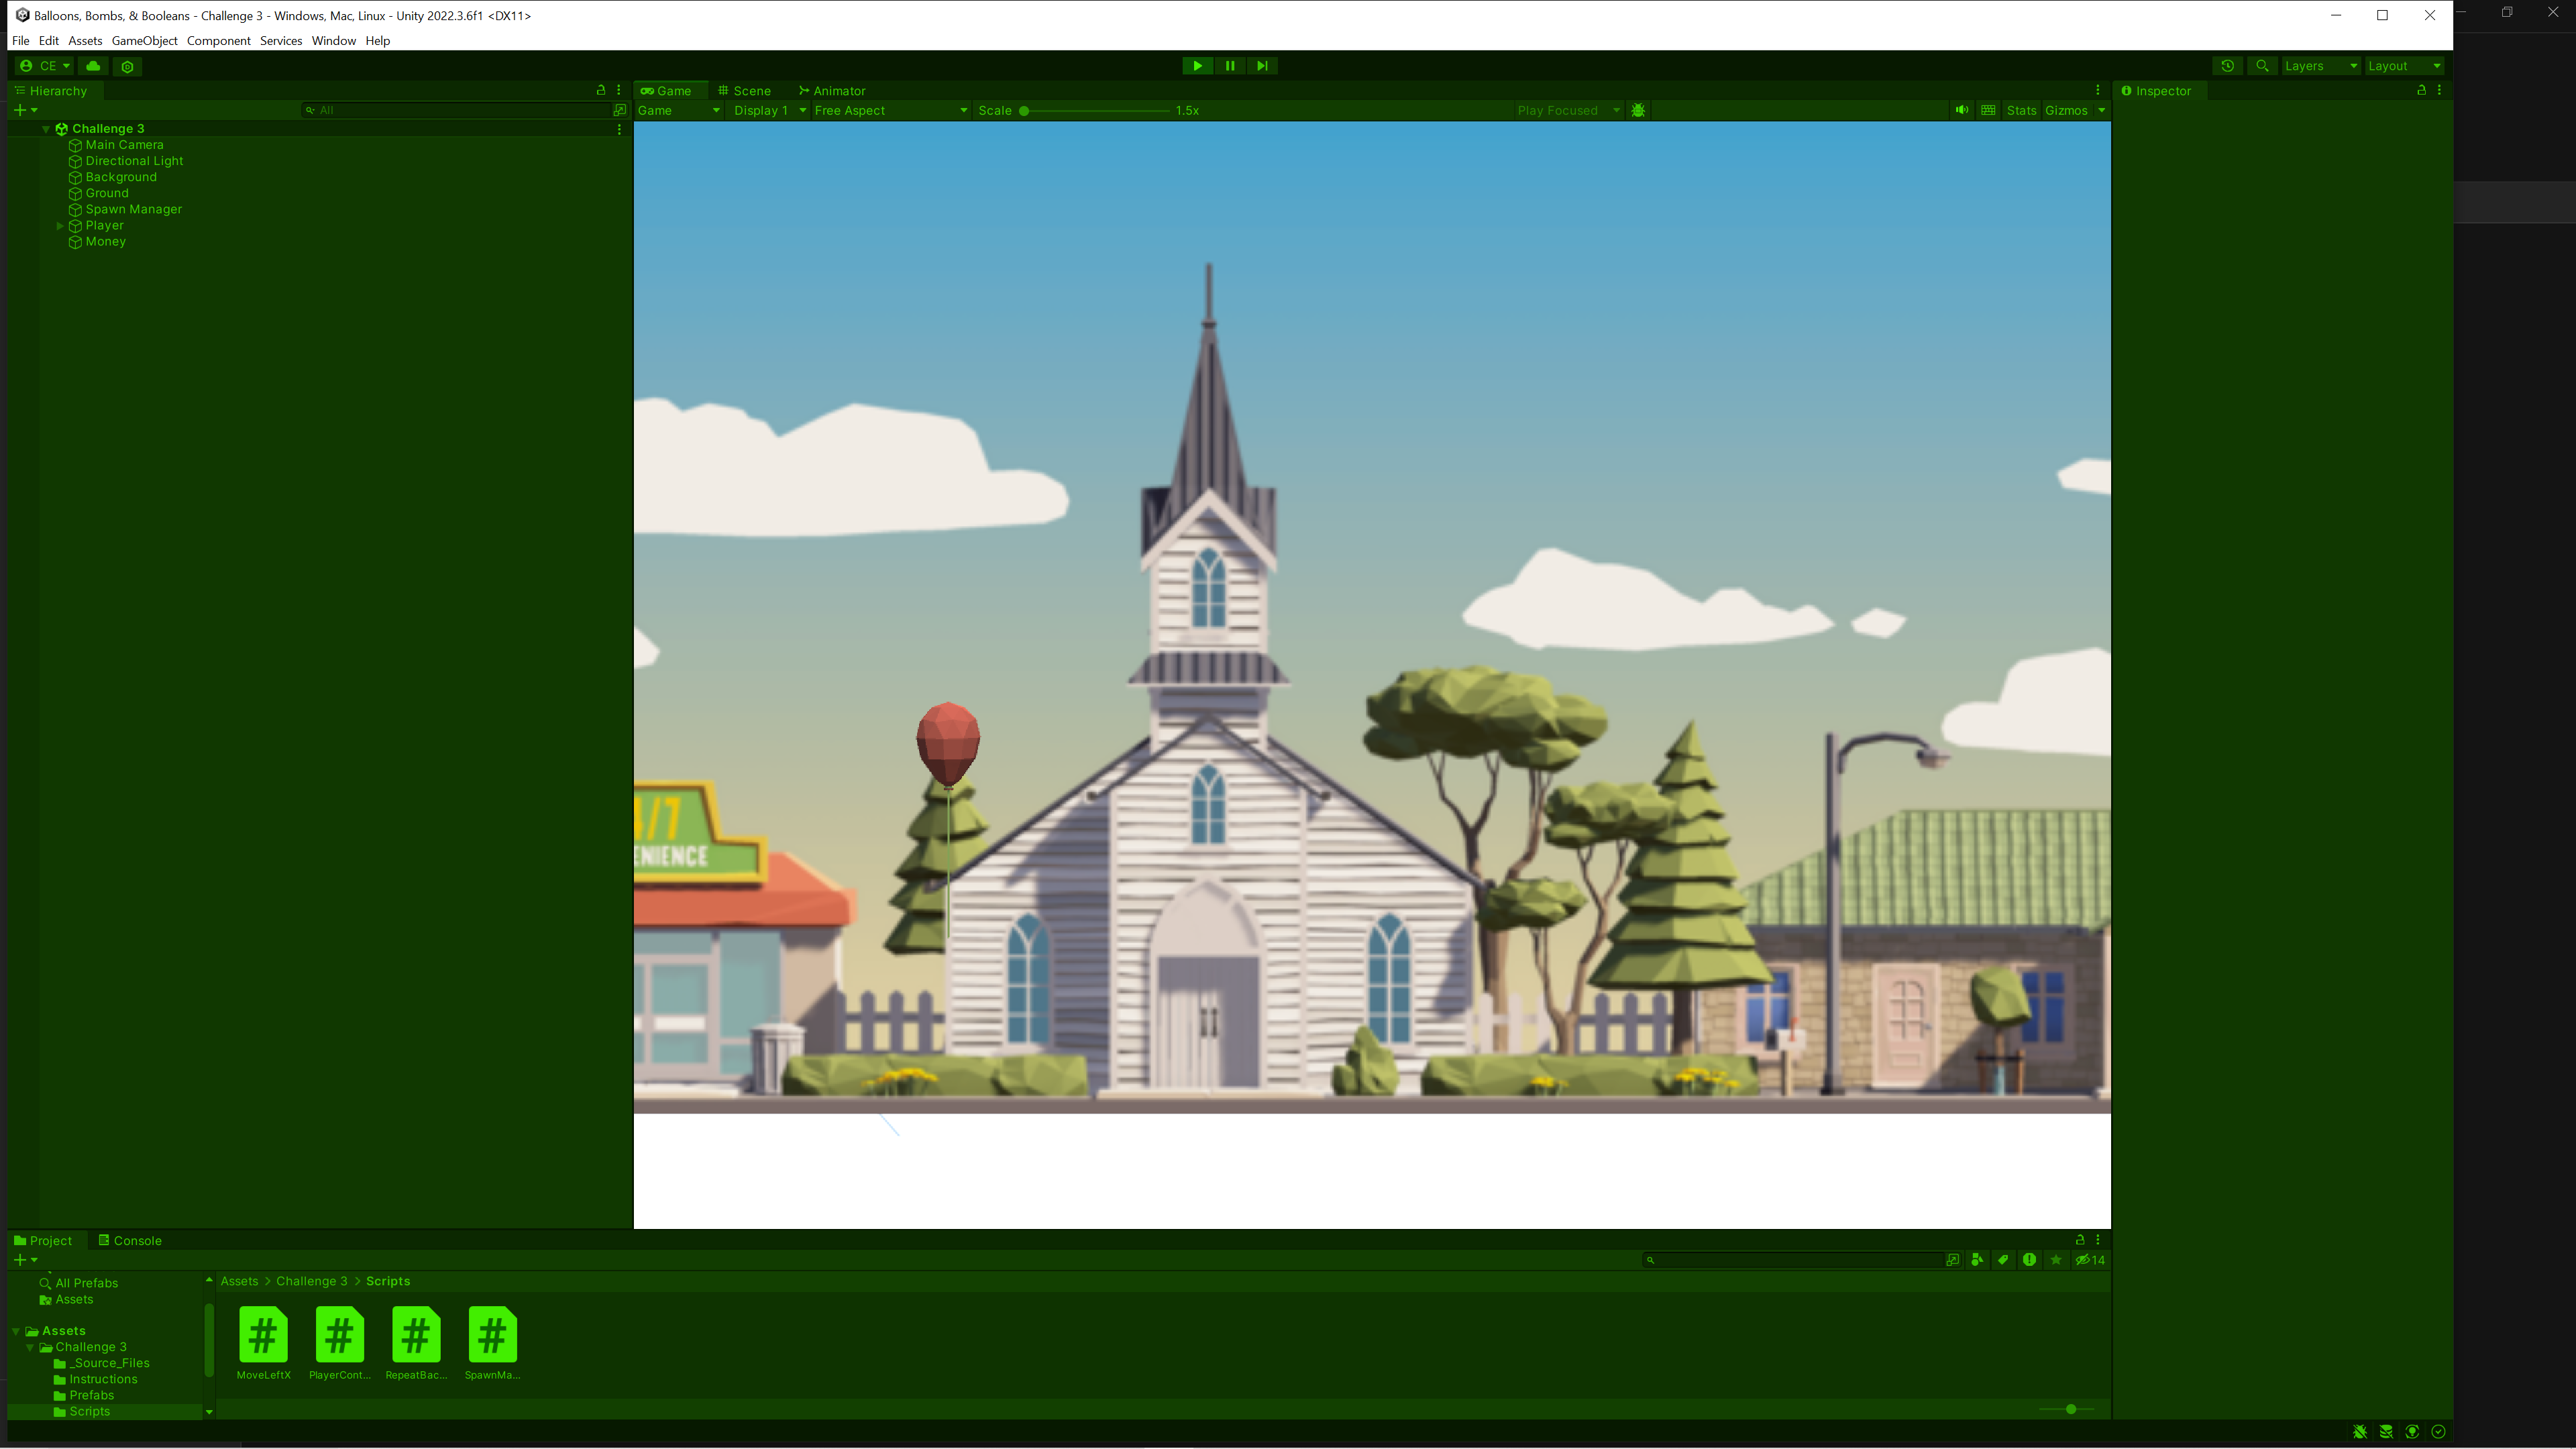 Balloons, Bombs, & Booleans - Challenge 3 - Windows, Mac, Linux - Unity 2022.3.6f1 <DX11>
File Edit Assets GameObject Component Services Window Help
CE
Layers
Layout
Hierarchy
All
Challenge 3
Main Camera
Directional Light
Background
Ground
Spawn Manager
Player
Money
Game
Scene
Animator
Game
Display 1
Free Aspect
Scale
1.5x
Play Focused
Stats
Gizmos
4/7
ENIENCE
Inspector
Project
Console
14
All Prefabs
Assets
Assets
Challenge 3
_Source_Files
Instructions
Prefabs
Scripts
Assets > Challenge 3 > Scripts
MoveLeftX
PlayerCont...
RepeatBac...
SpawnMa...